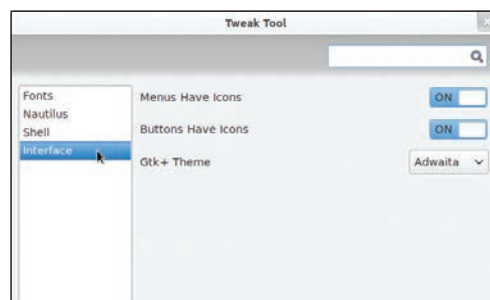 Tweak Tool
Fonts
Nautilus
Shell
Interface
Menus Have Icons ON
Buttons Have Icons ON
Gtk+ Theme Adwaita